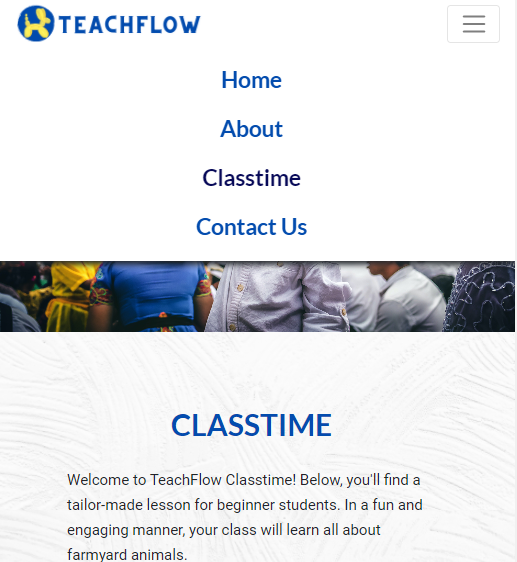 TEACHFLOW
Home
About
Classtime
Contact Us
CLASSTIME
Welcome to TeachFlow Classtime! Below, you'll find a
tailor-made lesson for beginner students. In a fun and
engaging manner, your class will learn all about
farmyard animals.